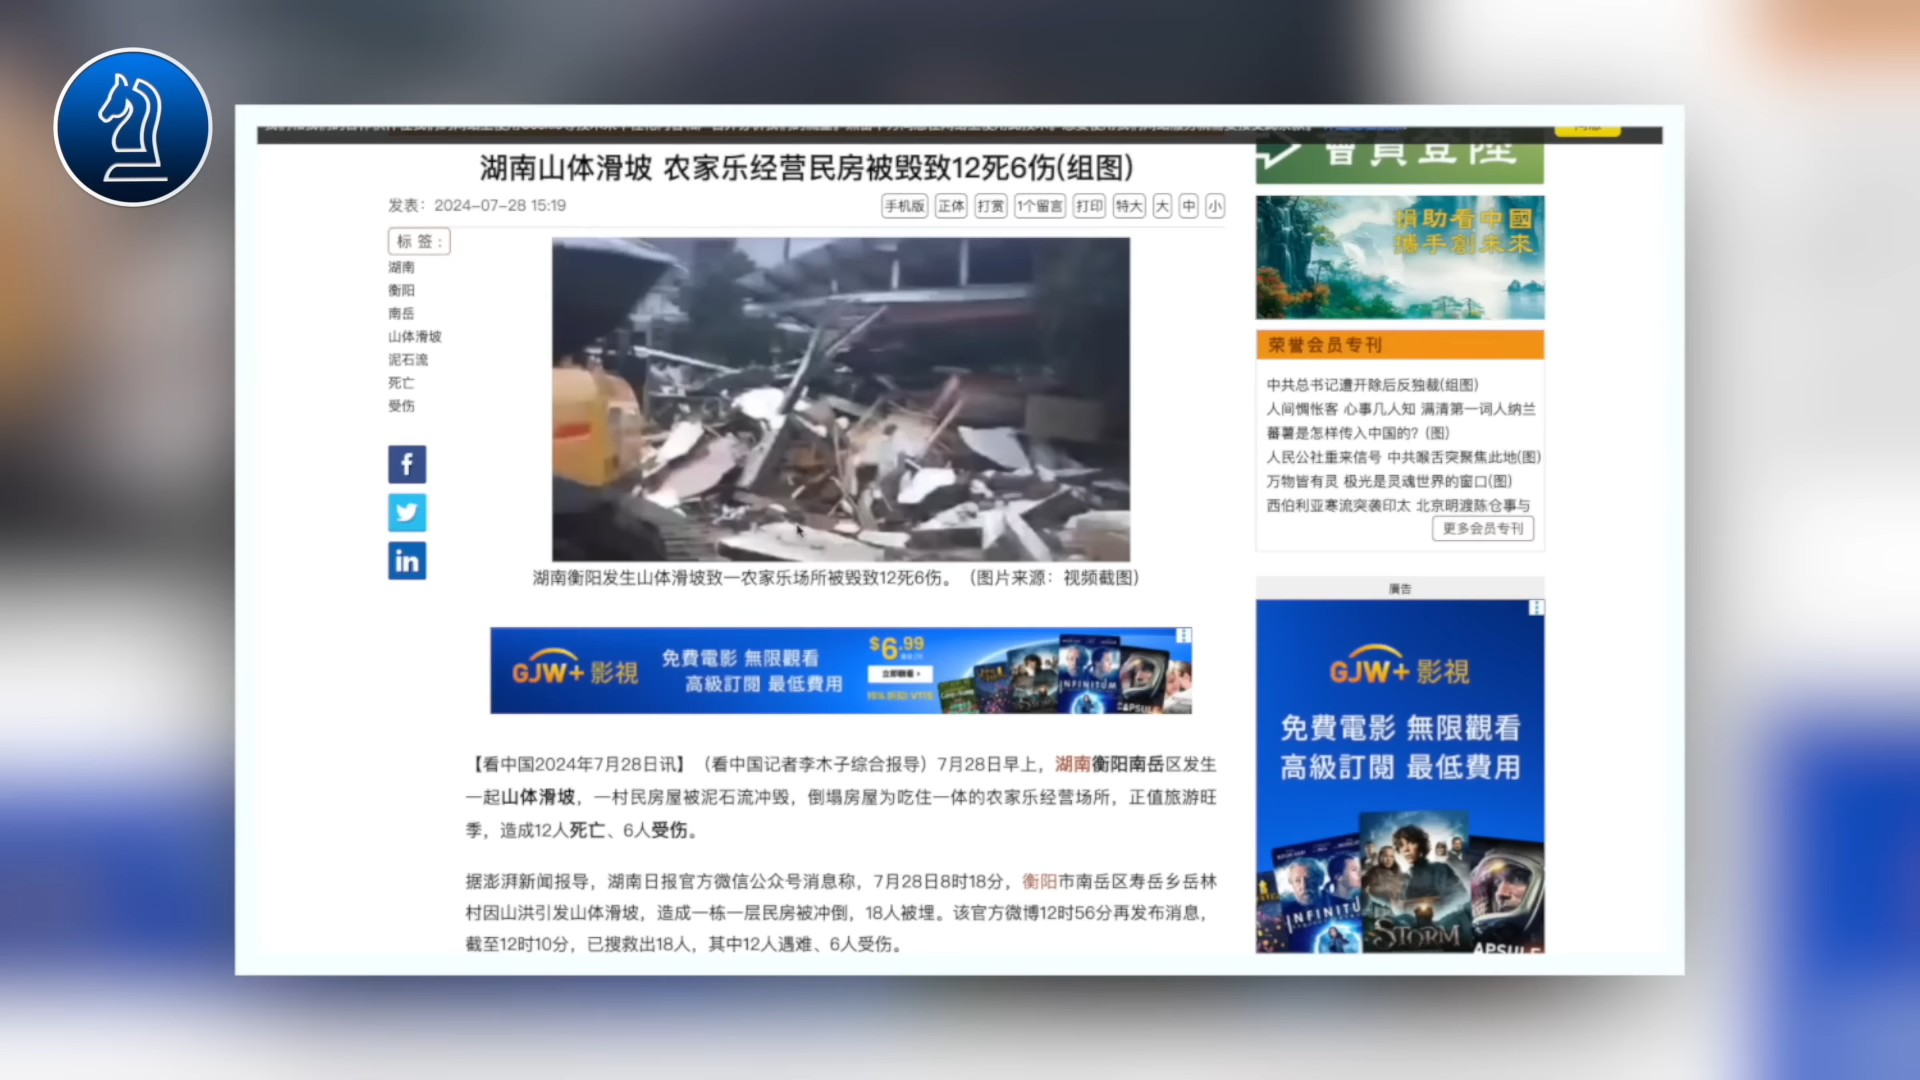 會員登陸
湖南山体滑坡 农家乐经营民房被毁致12死6伤(组图)
发表：2024-07-28 15:19
手机版 正体 打赏 1个留言 打印 特大 大 中 小
标签：
湖南
衡阳
南岳
山体滑坡
泥石流
死亡
受伤
湖南衡阳发生山体滑坡致一农家乐场所被毁致12死6伤。（图片来源：视频截图）
GJW+ 影視
免費電影 無限觀看
高級訂閱 最低費用
$6.99
立即觀看
INFINITUM
CAPSULE
【看中国2024年7月28日讯】（看中国记者李木子综合报导）7月28日早上，湖南衡阳南岳区发生
一起山体滑坡，一村民房屋被泥石流冲毁，倒塌房屋为吃住一体的农家乐经营场所，正值旅游旺
季，造成12人死亡、6人受伤。
据澎湃新闻报导，湖南日报官方微信公众号消息称，7月28日8时18分，衡阳市南岳区寿岳乡岳林
村因山洪引发山体滑坡，造成一栋一层民房被冲倒，18人被埋。该官方微博12时56分再发布消息，
截至12时10分，已搜救出18人，其中12人遇难、6人受伤。
捐助看中國
攜手創未來
荣誉会员专刊
中共总书记遭开除后反独裁(组图)
人间惆怅客 心事几人知 满清第一词人纳兰
蕃薯是怎样传入中国的？(图)
人民公社重来信号 中共喉舌突聚焦此地(图)
万物皆有灵 极光是灵魂世界的窗口(图)
西伯利亚寒流突袭印太 北京明渡陈仓事与
更多会员专刊
廣告
GJW+ 影視
免費電影 無限觀看
高級訂閱 最低費用
INFINITU
STORM
APSULE